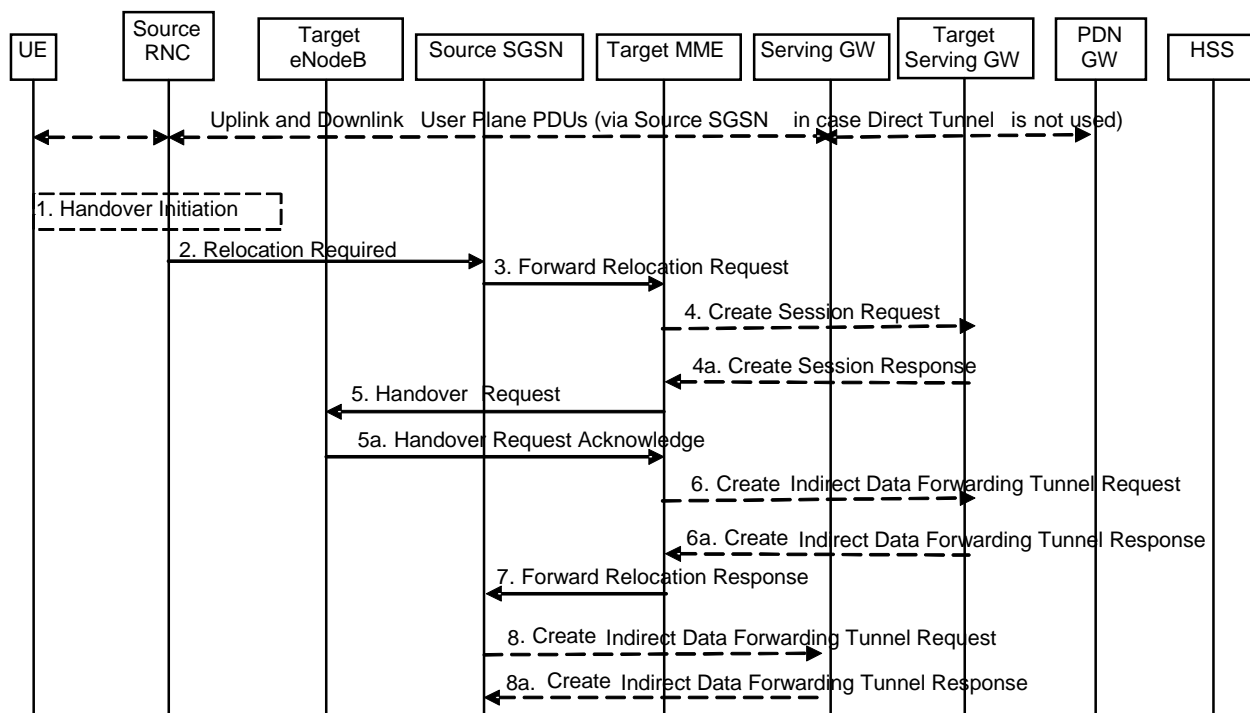 UE
Source
RNC
Target
eNodeB
Source SGSN
Target MME
Serving GW
Target
Serving GW
PDN
GW
HSS
Uplink and Downlink User Plane PDUs (via Source SGSN in case Direct Tunnel is not used)
1. Handover Initiation
2. Relocation Required
3. Forward Relocation Request
4. Create Session Request
4a. Create Session Response
5. Handover Request
5a. Handover Request Acknowledge
6. Create Indirect Data Forwarding Tunnel Request
6a. Create Indirect Data Forwarding Tunnel Response
7. Forward Relocation Response
8. Create Indirect Data Forwarding Tunnel Request
8a. Create Indirect Data Forwarding Tunnel Response